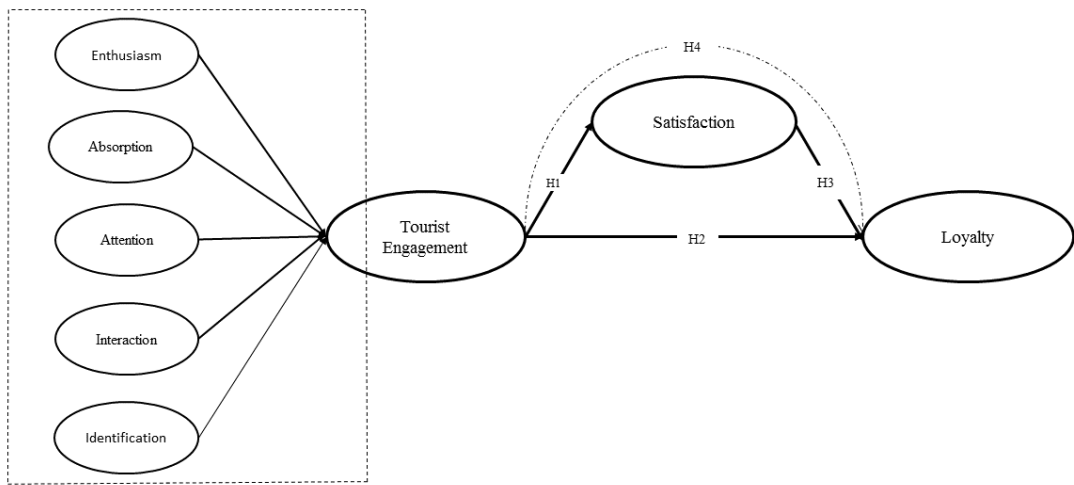 Enthusiasm
Absorption
Attention
Interaction
Identification
Tourist
Engagement
H1
H2
H4
Satisfaction
H3
Loyalty